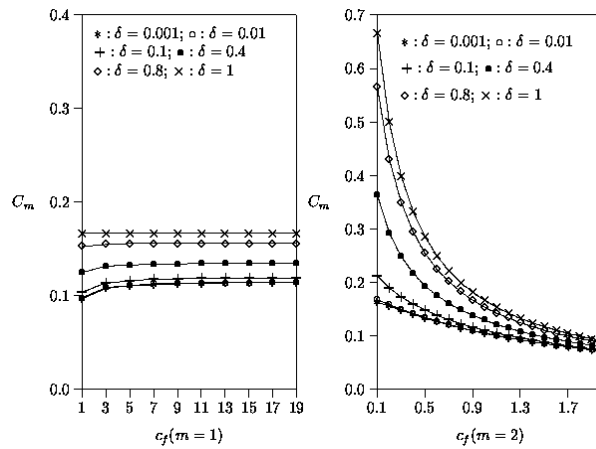 0.4
0.2
0.1
0.0
C_m
∗ : δ = 0.001; ○ : δ = 0.01
+ : δ = 0.1; ● : δ = 0.4
◇ : δ = 0.8; × : δ = 1
1 3 5 7 9 11 13 15 17 19
c_f(m = 1)
0.7
0.6
0.5
0.4
0.3
0.2
0.1
0.0
C_m
∗ : δ = 0.001; ○ : δ = 0.01
+ : δ = 0.1; ● : δ = 0.4
◇ : δ = 0.8; × : δ = 1
0.1 0.5 0.9 1.3 1.7
c_f(m = 2)